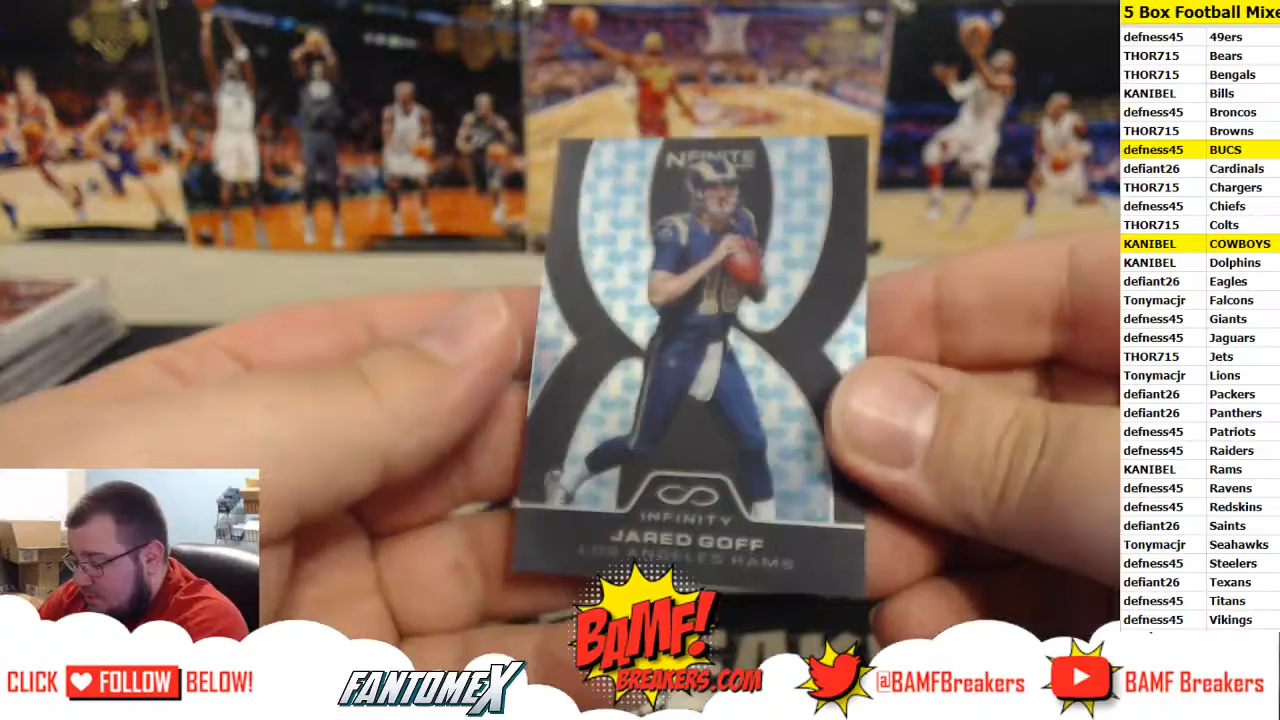 5 Box Football Mixe
defness45 49ers
THOR715 Bears
THOR715 Bengals
KANIBEL Bills
defness45 Broncos
THOR715 Browns
defness45 BUCS
defiant26 Cardinals
THOR715 Chargers
defness45 Chiefs
THOR715 Colts
KANIBEL COWBOYS
KANIBEL Dolphins
defiant26 Eagles
Tonymacjr Falcons
defness45 Giants
defness45 Jaguars
THOR715 Jets
Tonymacjr Lions
defiant26 Packers
defiant26 Panthers
defness45 Patriots
defness45 Raiders
KANIBEL Rams
defness45 Ravens
defness45 Redskins
defiant26 Saints
Tonymacjr Seahawks
defness45 Steelers
defiant26 Texans
defness45 Titans
defness45 Vikings
NFINITE
16
INFINITY
JARED GOFF
LOS ANGELES RAMS
CLICK FOLLOW BELOW!
FANTOMEX
BAMF!
BREAKERS.COM
@BAMFBreakers
BAMF Breakers